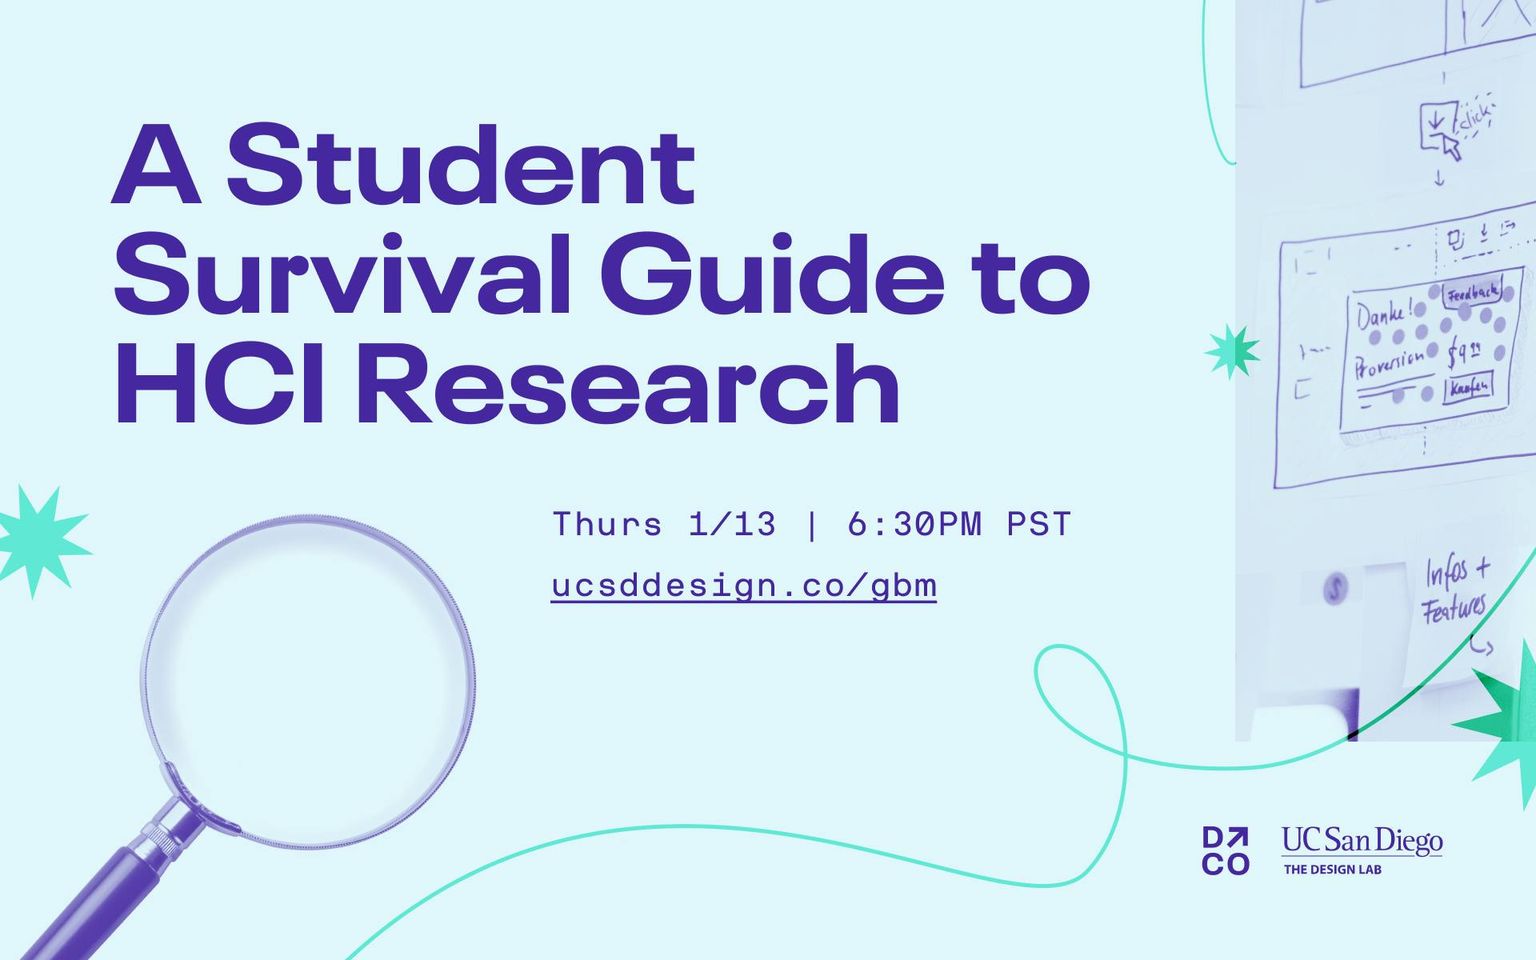 A Student
Survival Guide to
HCI Research
Thurs 1/13 | 6:30PM PST
ucsddesign.co/gbm
click
Feedback
Danke!
Proversion $9.99
Kaufen
Infos +
Features
D
CO
UC San Diego
THE DESIGN LAB